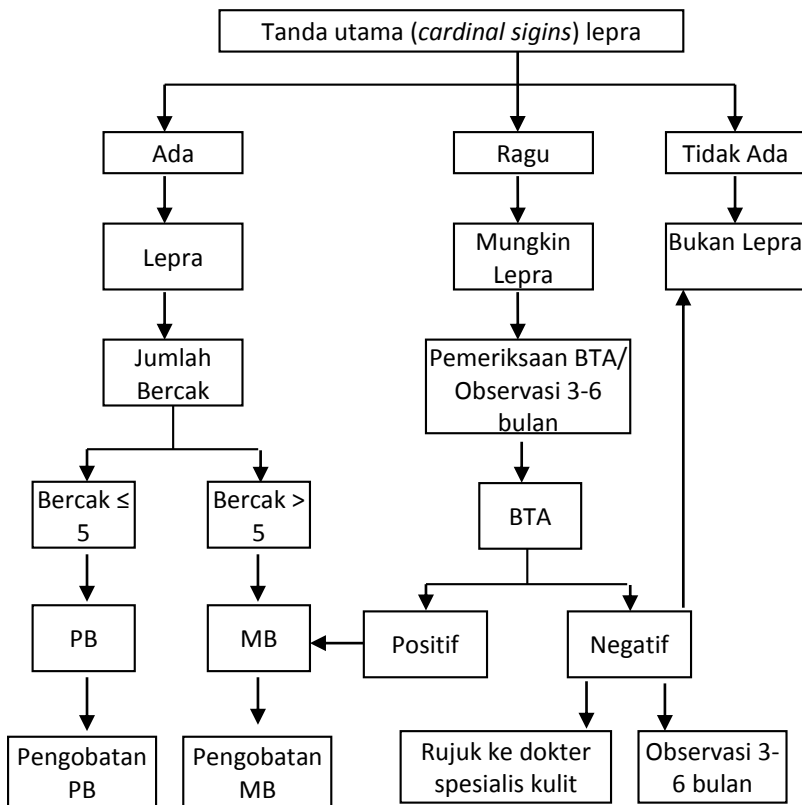 Tanda utama (cardinal sigins) lepra
Ada
Ragu
Tidak Ada
Lepra
Mungkin
Lepra
Bukan Lepra
Jumlah
Bercak
Pemeriksaan BTA/
Observasi 3-6
bulan
Bercak ≤
5
Bercak >
5
BTA
PB
MB
Positif
Negatif
Pengobatan
PB
Pengobatan
MB
Rujuk ke dokter
spesialis kulit
Observasi 3-
6 bulan